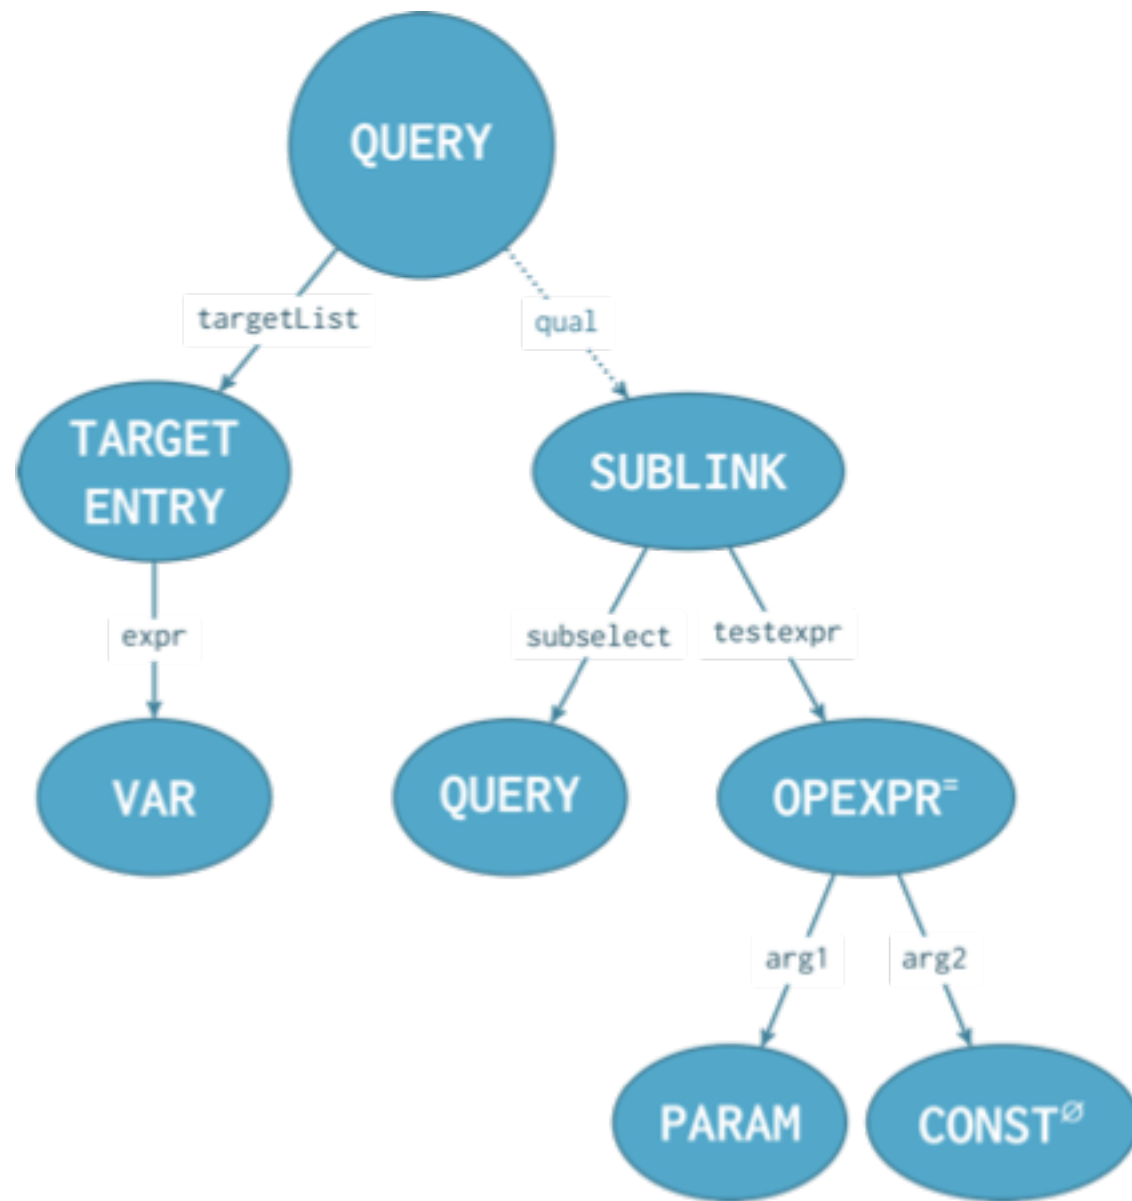 QUERY
targetList
qual
TARGET
ENTRY
SUBLINK
expr
subselect
testexpr
VAR
QUERY
OPEXPR⁼
arg1
arg2
PARAM
CONST∅